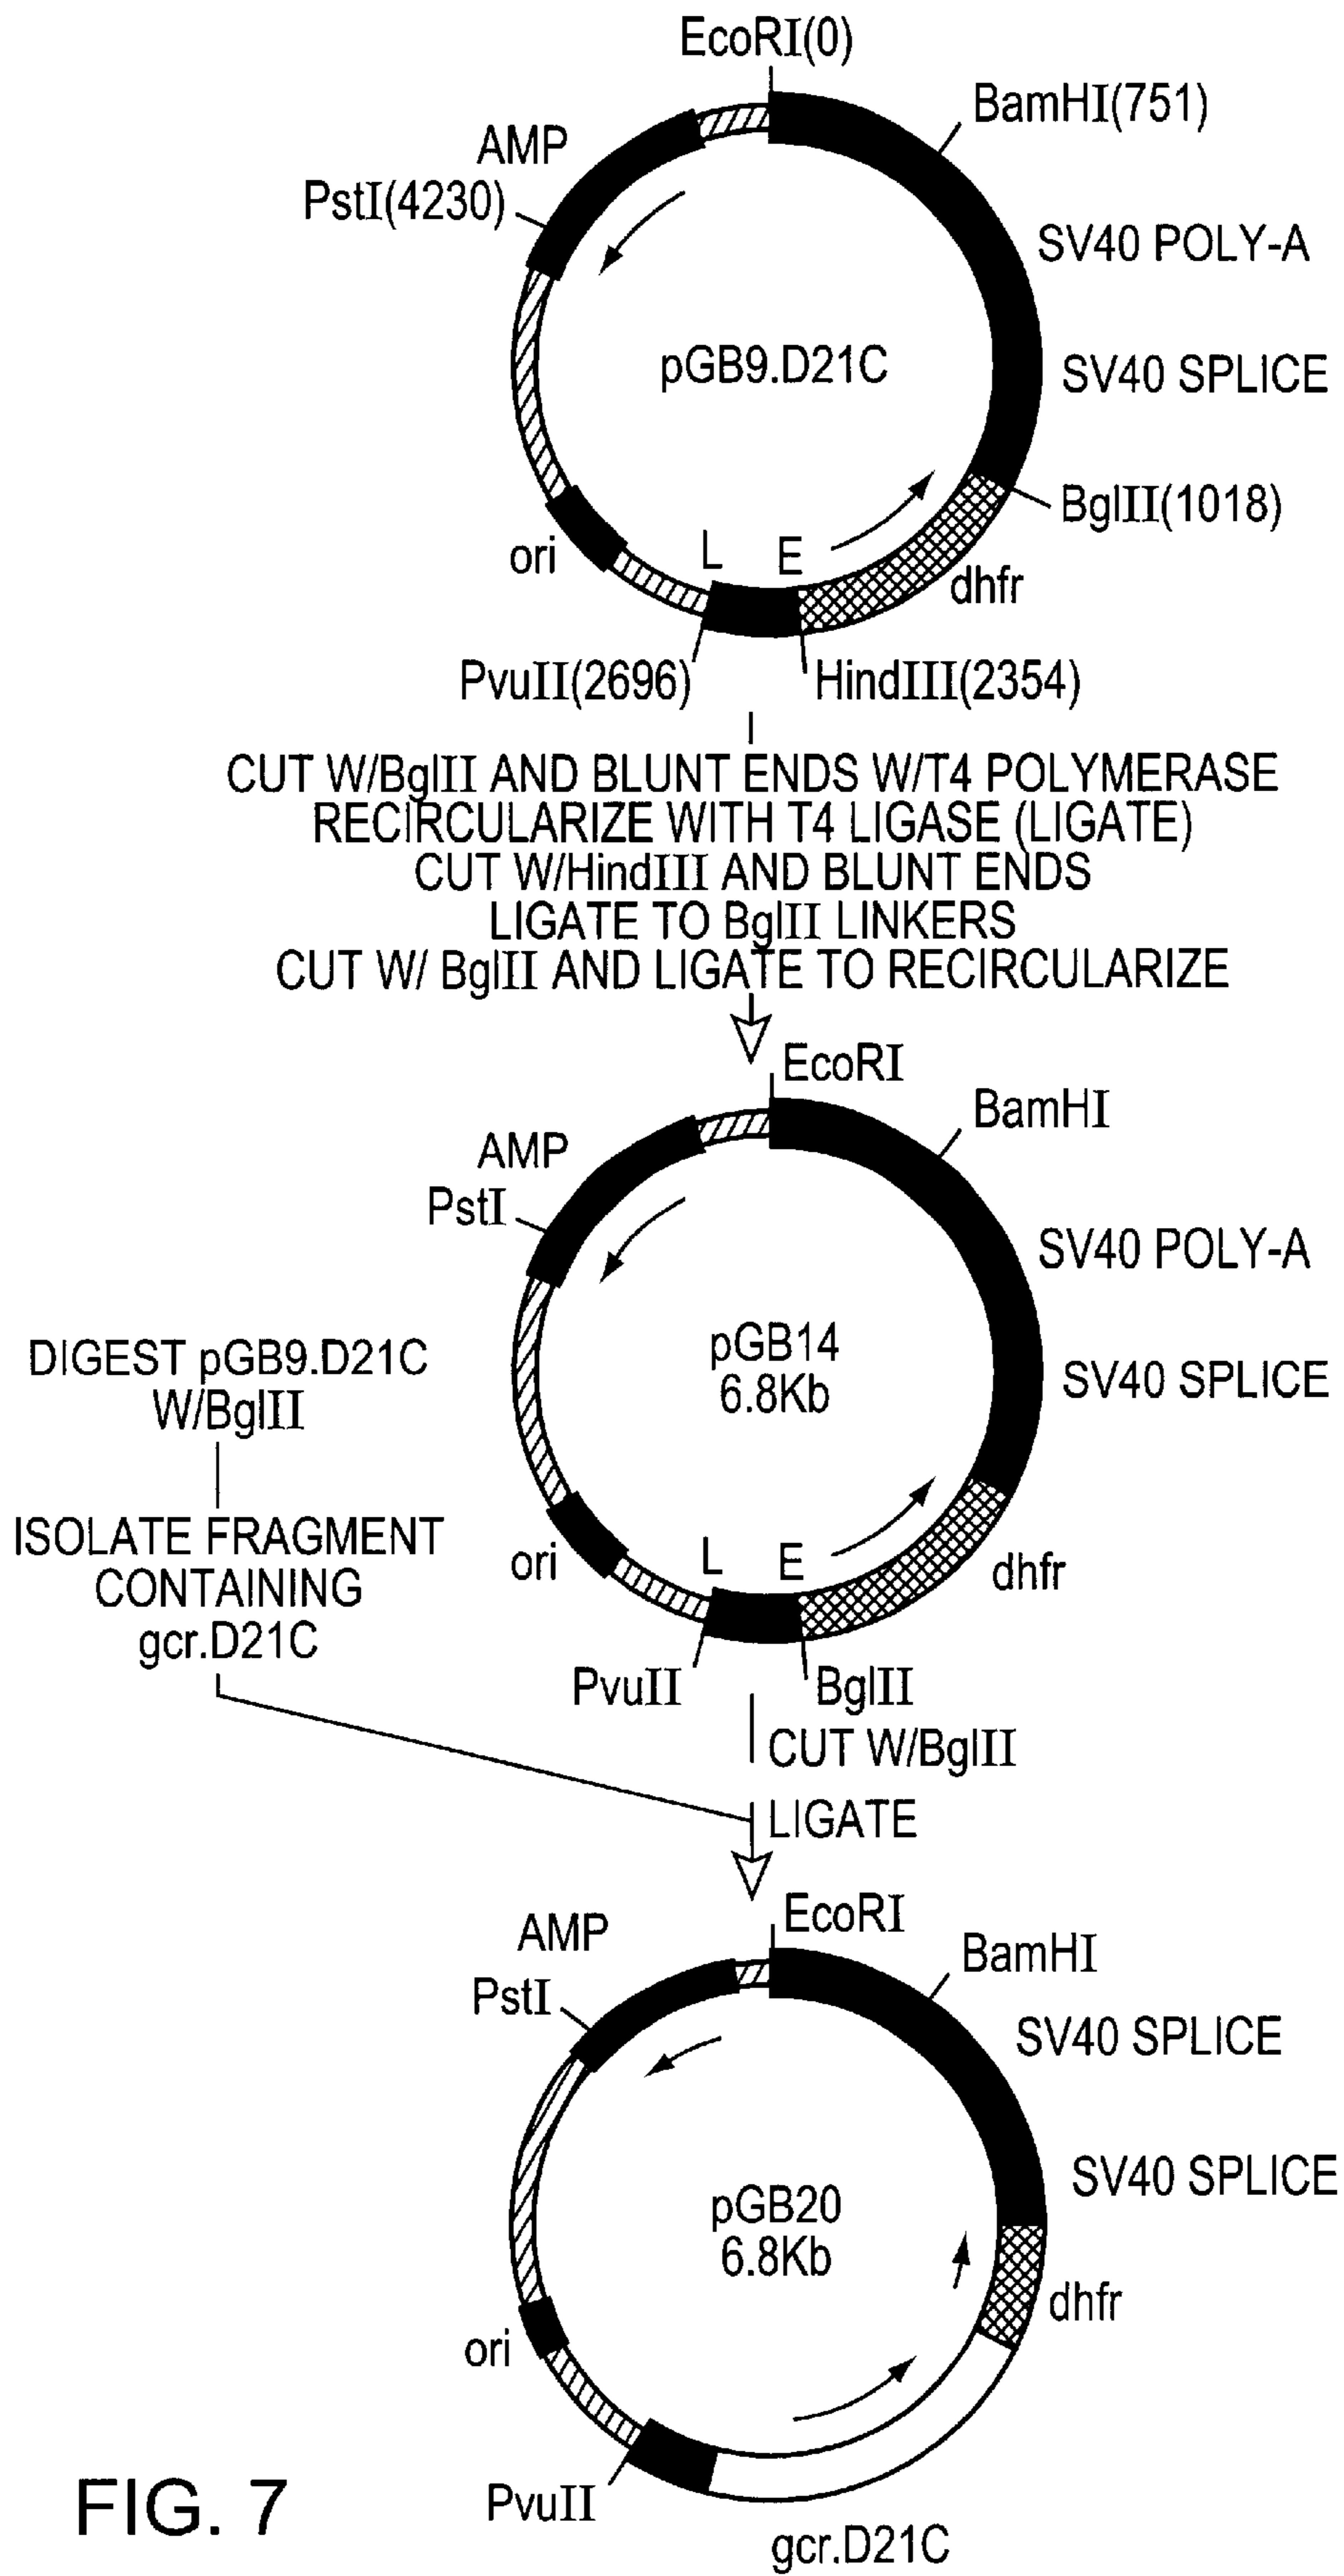 EcoRI(0)
BamHI(751)
AMP
PstI(4230)
SV40 POLY-A
pGB9.D21C
SV40 SPLICE
BglII(1018)
ori
L
E
dhfr
PvuII(2696)
HindIII(2354)
CUT W/BglII AND BLUNT ENDS W/T4 POLYMERASE
RECIRCULARIZE WITH T4 LIGASE (LIGATE)
CUT W/HindIII AND BLUNT ENDS
LIGATE TO BglII LINKERS
CUT W/ BglII AND LIGATE TO RECIRCULARIZE
EcoRI
BamHI
AMP
PstI
SV40 POLY-A
pGB14
6.8Kb
SV40 SPLICE
DIGEST pGB9.D21C
W/BglII
ISOLATE FRAGMENT
CONTAINING
gcr.D21C
ori
L
E
dhfr
PvuII
BglII
CUT W/BglII
LIGATE
EcoRI
AMP
BamHI
PstI
SV40 SPLICE
SV40 SPLICE
pGB20
6.8Kb
dhfr
ori
PvuII
gcr.D21C
FIG. 7